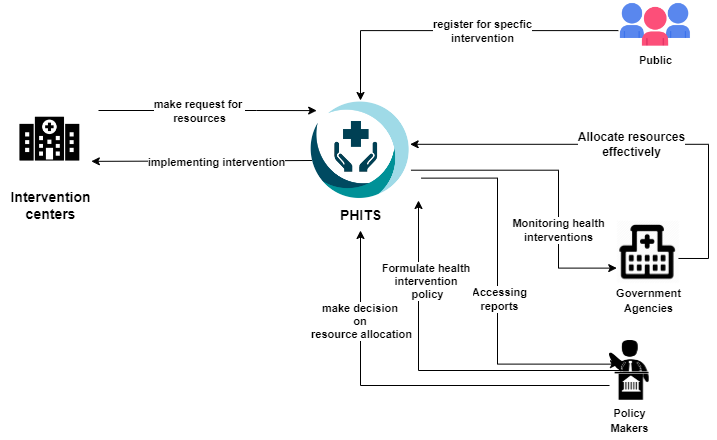 register for specfic
intervention
Public
make request for
resources
implementing intervention
Intervention
centers
PHITS
Allocate resources
effectively
Monitoring health
interventions
Government
Agencies
Formulate health
intervention
policy
Accessing
reports
make decision
on
resource allocation
Policy
Makers